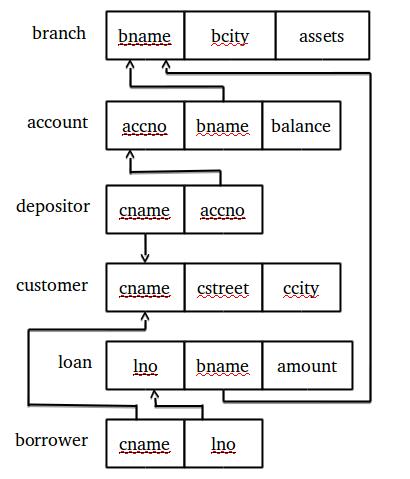 branch bname bcity assets
account accno bname balance
depositor cname accno
customer cname cstreet ccity
loan lno bname amount
borrower cname lno